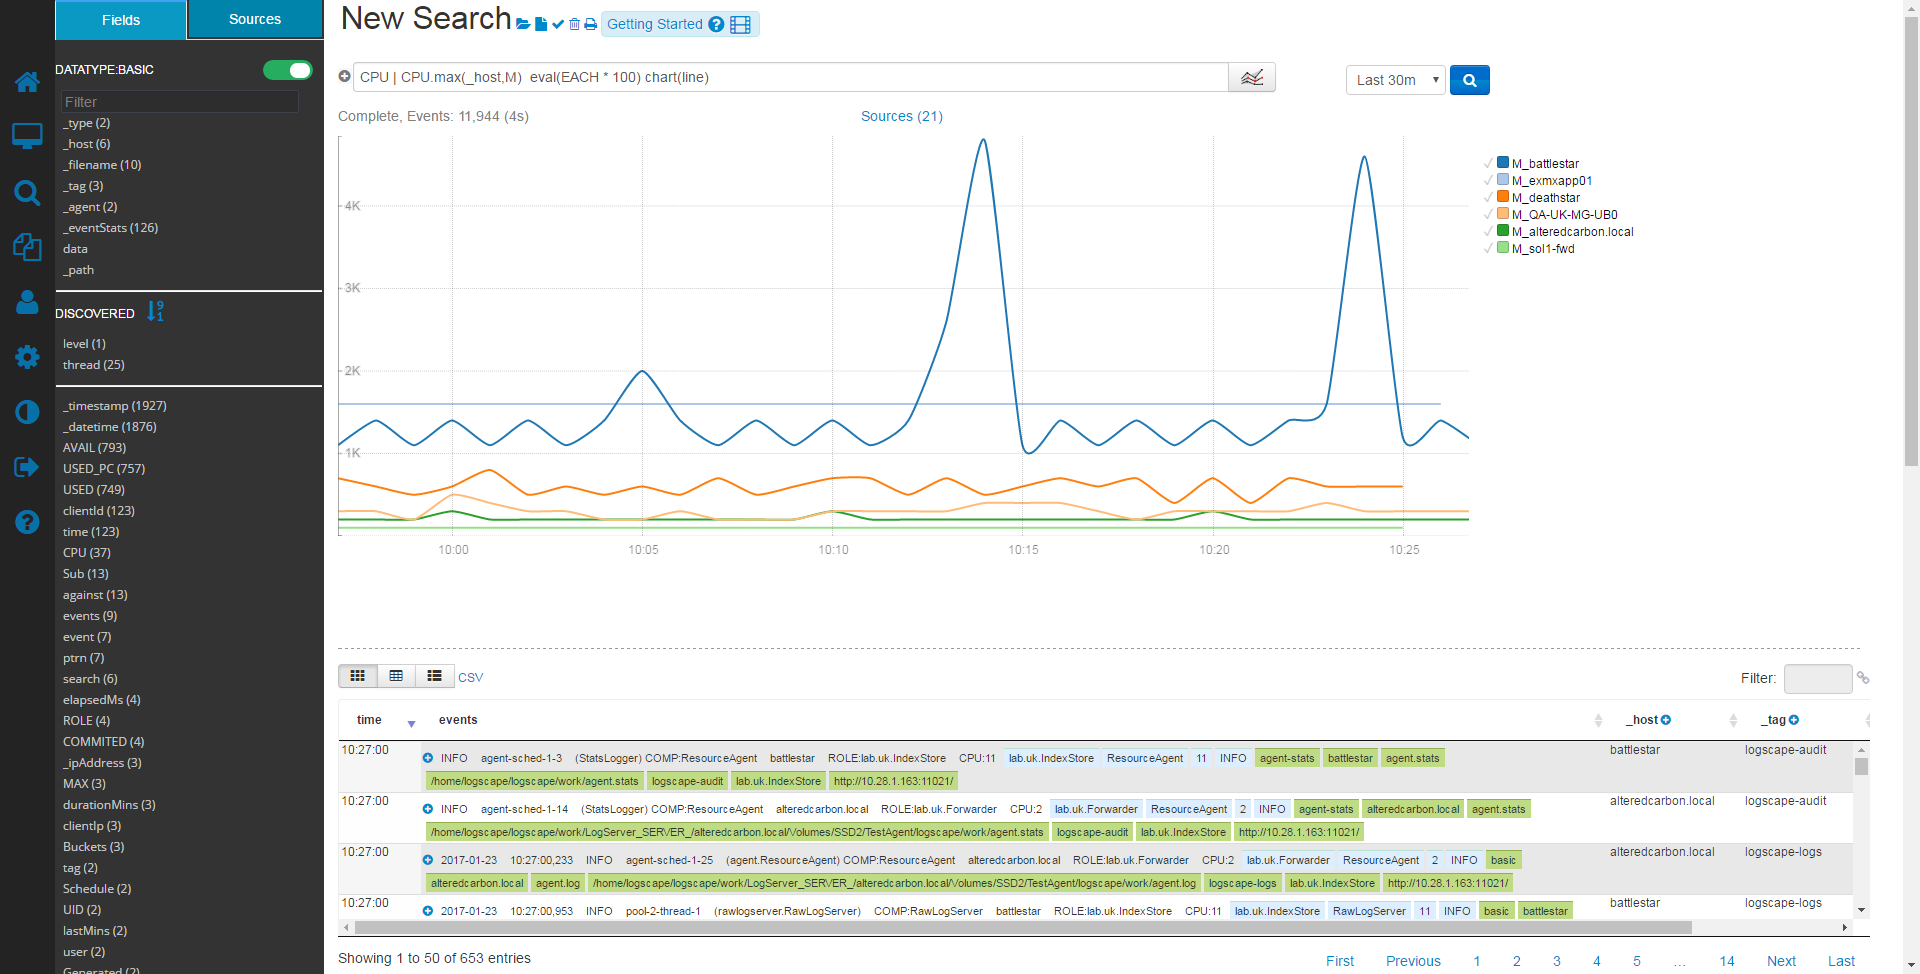 Fields
Sources
New Search
Getting Started
DATATYPE:BASIC
Filter
_type (2)
_host (6)
_filename (10)
_tag (3)
_agent (2)
_eventStats (126)
data
_path
DISCOVERED
level (1)
thread (25)
_timestamp (1927)
_datetime (1876)
AVAIL (793)
USED_PC (757)
USED (749)
clientId (123)
time (123)
CPU (37)
Sub (13)
against (13)
events (9)
event (7)
ptrn (7)
search (6)
elapsedMs (4)
ROLE (4)
COMMITED (4)
_ipAddress (3)
MAX (3)
durationMins (3)
clientIp (3)
Buckets (3)
tag (2)
Schedule (2)
UID (2)
lastMins (2)
user (2)
Generated (2)
CPU | CPU.max(_host,M)  eval(EACH * 100) chart(line)
Last 30m
Complete, Events: 11,944 (4s)
Sources (21)
4K
3K
2K
1K
10:00 10:05 10:10 10:15 10:20 10:25
M_battlestar
M_exmxapp01
M_deathstar
M_QA-UK-MG-UB0
M_alteredcarbon.local
M_sol1-fwd
CSV
Filter:
time events _host _tag
10:27:00 INFO agent-sched-1-3 (StatsLogger) COMP:ResourceAgent battlestar ROLE:lab.uk.IndexStore CPU:11 lab.uk.IndexStore ResourceAgent 11 INFO agent-stats battlestar agent.stats battlestar logscape-audit
/home/logscape/logscape/work/agent.stats logscape-audit lab.uk.IndexStore http://10.28.1.163:11021/
10:27:00 INFO agent-sched-1-14 (StatsLogger) COMP:ResourceAgent alteredcarbon.local ROLE:lab.uk.Forwarder CPU:2 lab.uk.Forwarder ResourceAgent 2 INFO agent-stats alteredcarbon.local agent.stats alteredcarbon.local logscape-audit
/home/logscape/logscape/work/LogServer_SERVER_/alteredcarbon.local/Volumes/SSD2/TestAgent/logscape/work/agent.stats logscape-audit lab.uk.IndexStore http://10.28.1.163:11021/
10:27:00 2017-01-23 10:27:00,233 INFO agent-sched-1-25 (agent.ResourceAgent) COMP:ResourceAgent alteredcarbon.local ROLE:lab.uk.Forwarder CPU:2 lab.uk.Forwarder ResourceAgent 2 INFO basic alteredcarbon.local logscape-logs
alteredcarbon.local agent.log /home/logscape/logscape/work/LogServer_SERVER_/alteredcarbon.local/Volumes/SSD2/TestAgent/logscape/work/agent.log logscape-logs lab.uk.IndexStore http://10.28.1.163:11021/
10:27:00 2017-01-23 10:27:00,953 INFO pool-2-thread-1 (rawlogserver.RawLogServer) COMP:RawLogServer battlestar ROLE:lab.uk.IndexStore CPU:11 lab.uk.IndexStore RawLogServer 11 INFO basic battlestar battlestar logscape-logs
Showing 1 to 50 of 653 entries
First Previous 1 2 3 4 5 ... 14 Next Last